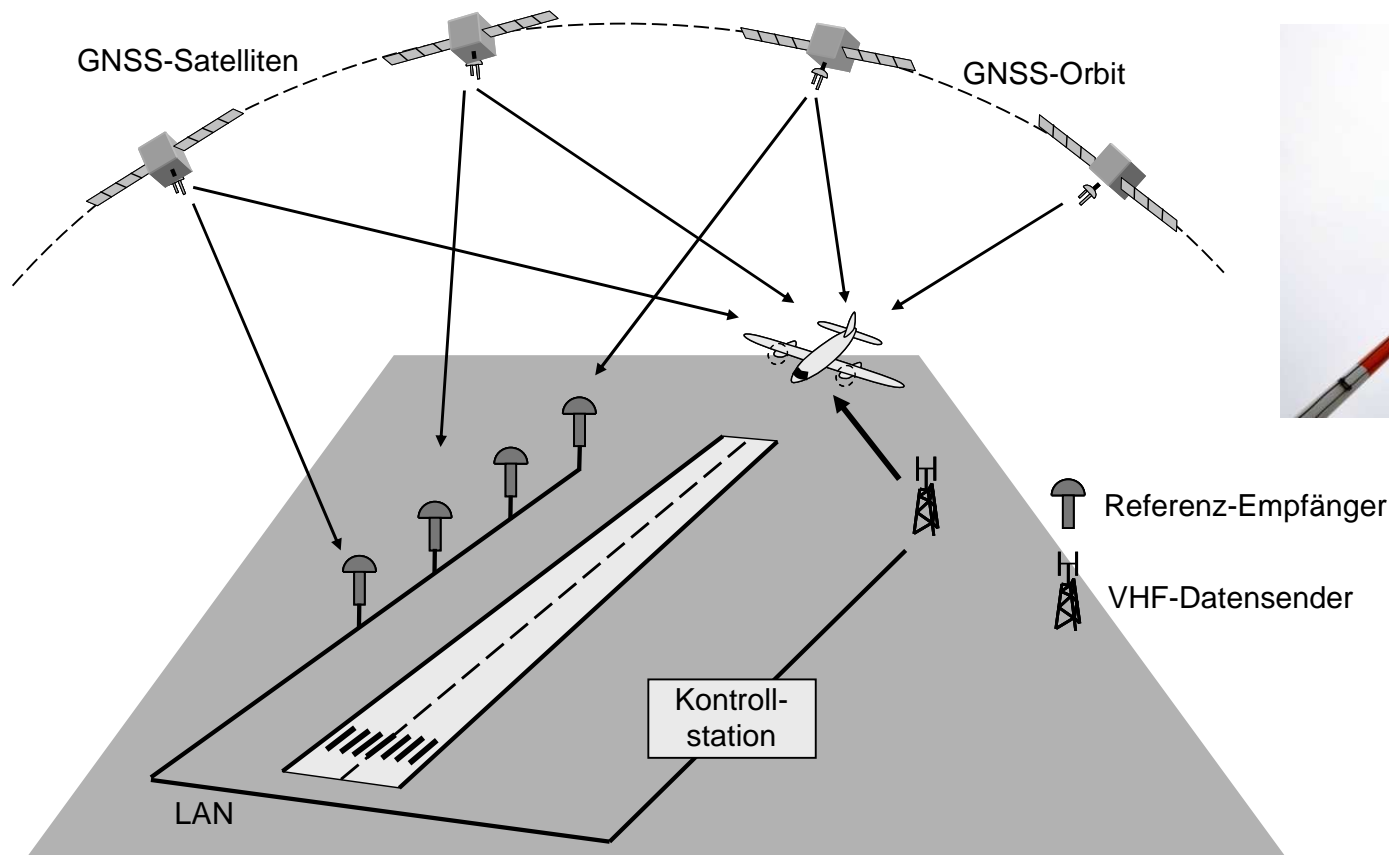 GNSS-Satelliten
GNSS-Orbit
Referenz-Empfänger
VHF-Datensender
Kontroll-
station
LAN